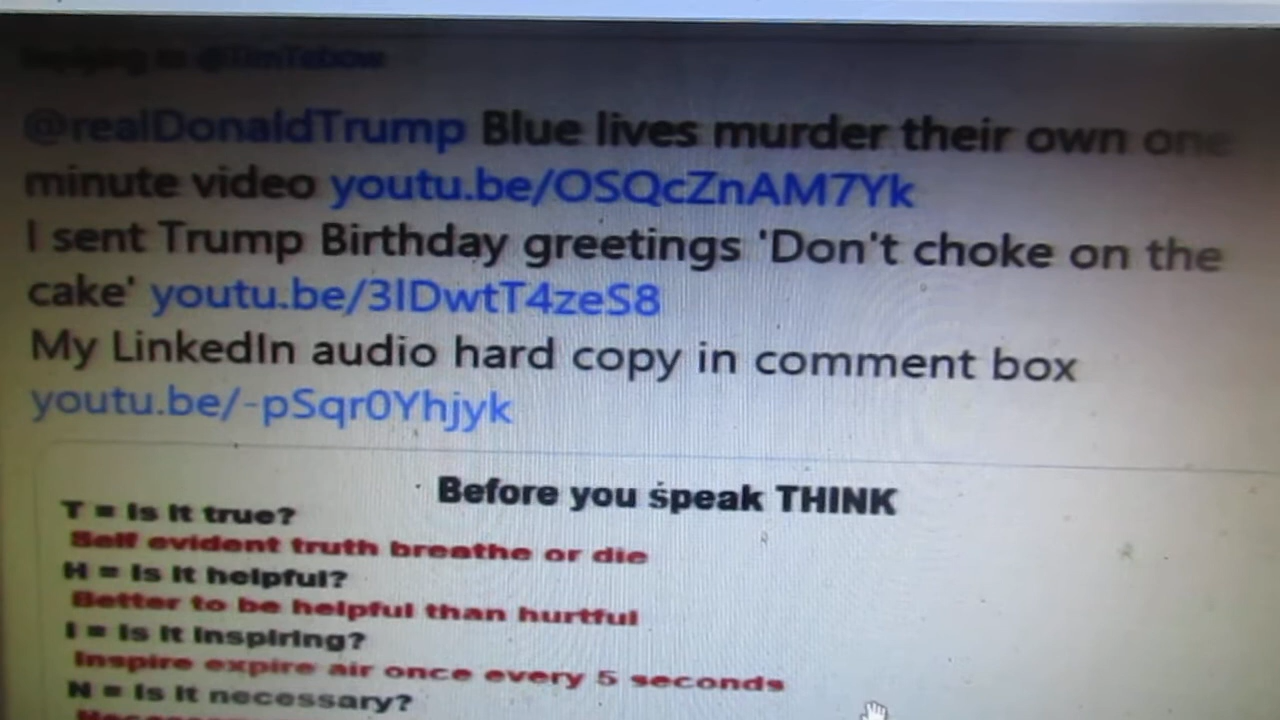 Replying to @TimTebow
@realDonaldTrump Blue lives murder their own one
minute video youtu.be/OSQcZnAM7Yk
I sent Trump Birthday greetings 'Don't choke on the
cake' youtu.be/3lDwtT4zeS8
My LinkedIn audio hard copy in comment box
youtu.be/-pSqr0Yhjyk
Before you speak THINK
T = Is it true?
Self evident truth breathe or die
H = Is it helpful?
Better to be helpful than hurtful
I = Is it inspiring?
Inspire expire air once every 5 seconds
N = Is it necessary?